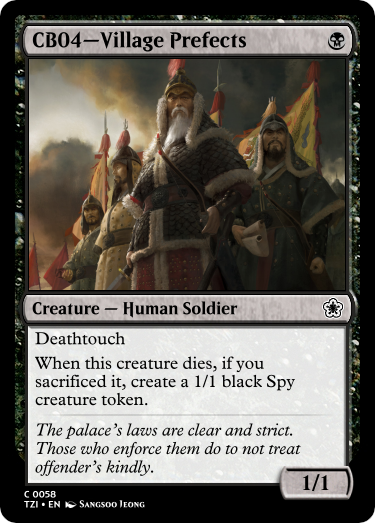 CB04—Village Prefects
Creature — Human Soldier
Deathtouch
When this creature dies, if you
sacrificed it, create a 1/1 black Spy
creature token.
The palace's laws are clear and strict.
Those who enforce them do not treat
offender's kindly.
1/1
C 0058
TZI • EN Sangsoo Jeong